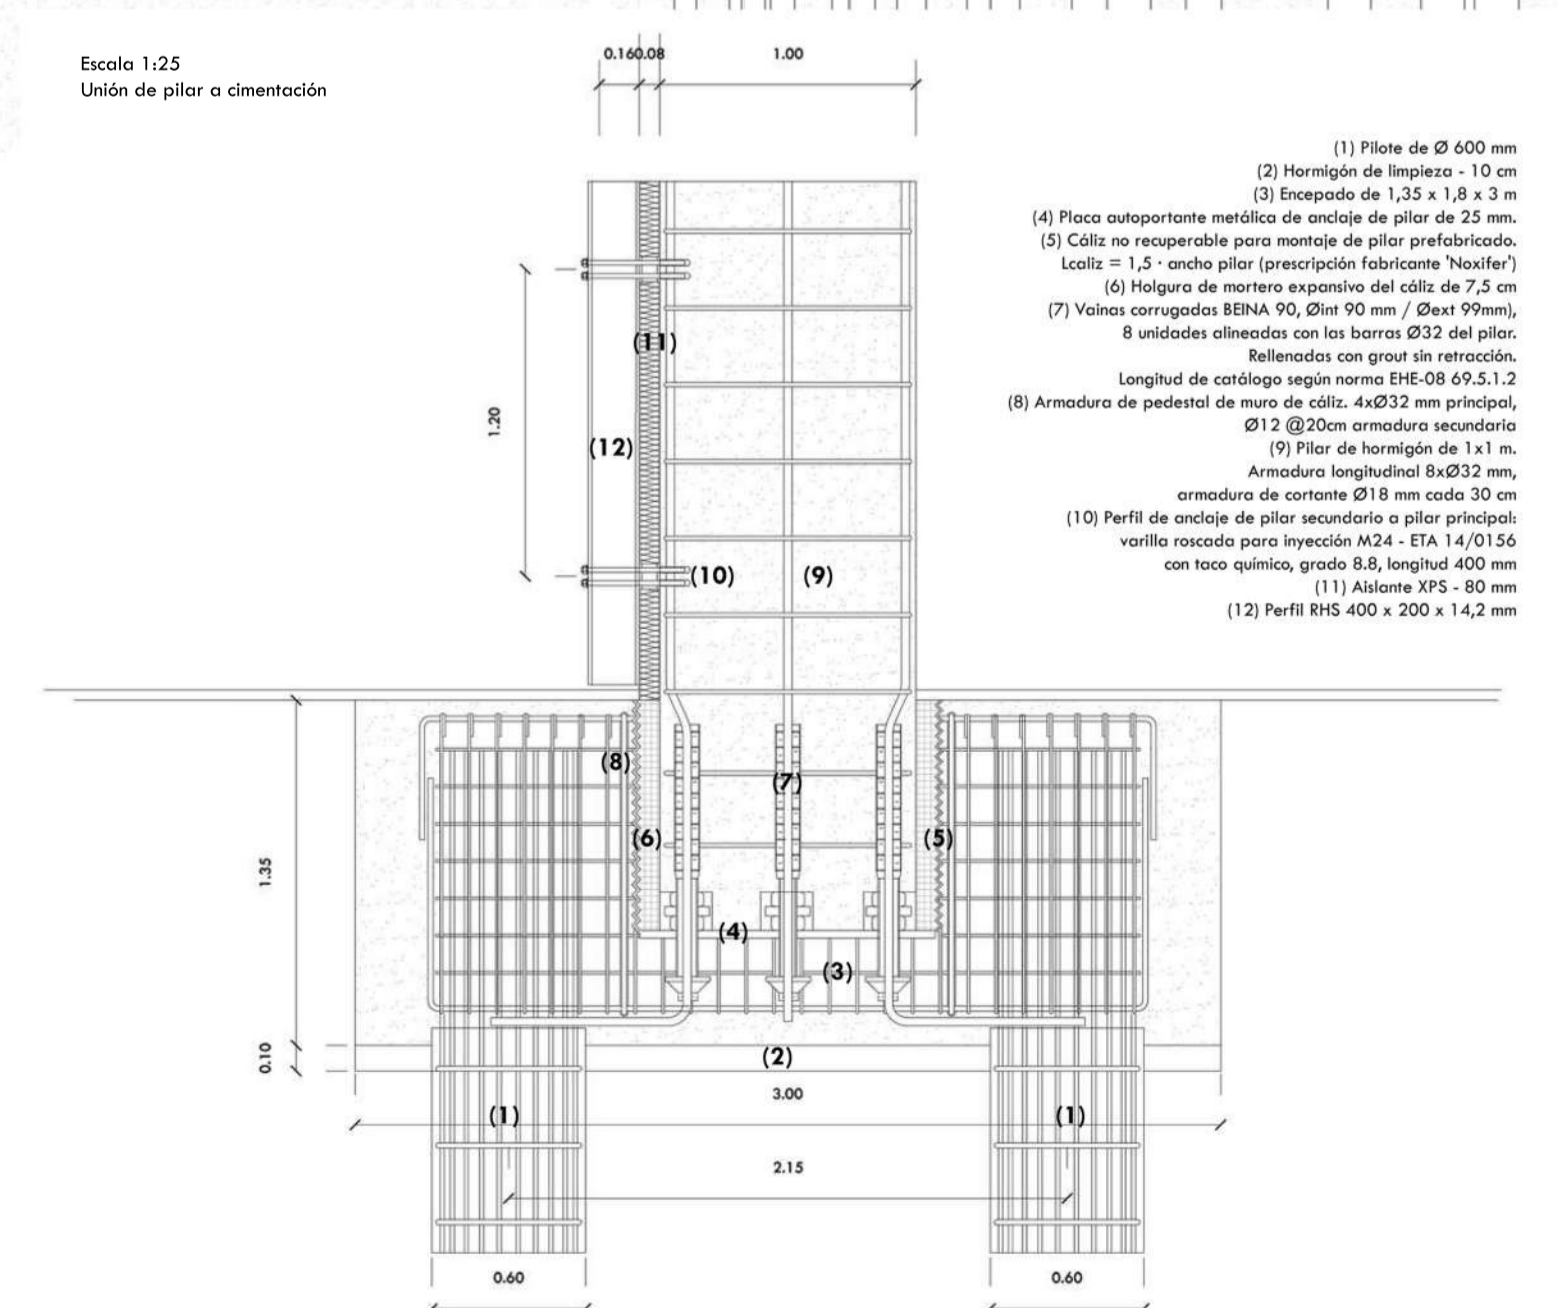 Escala 1:25
Unión de pilar a cimentación
0.160.08
1.00
(1) Pilote de Ø 600 mm
(2) Hormigón de limpieza - 10 cm
(3) Encepado de 1,35 x 1,8 x 3 m
(4) Placa autoportante metálica de anclaje de pilar de 25 mm.
(5) Cáliz no recuperable para montaje de pilar prefabricado.
Lcaliz = 1,5 · ancho pilar (prescripción fabricante 'Noxifer')
(6) Holgura de mortero expansivo del cáliz de 7,5 cm
(7) Vainas corrugadas BEINA 90, Øint 90 mm / Øext 99mm),
8 unidades alineadas con las barras Ø32 del pilar.
Rellenadas con grout sin retracción.
Longitud de catálogo según norma EHE-08 69.5.1.2
(8) Armadura de pedestal de muro de cáliz. 4xØ32 mm principal,
Ø12 @20cm armadura secundaria
(9) Pilar de hormigón de 1x1 m.
Armadura longitudinal 8xØ32 mm,
armadura de cortante Ø18 mm cada 30 cm
(10) Perfil de anclaje de pilar secundario a pilar principal:
varilla roscada para inyección M24 - ETA 14/0156
con taco químico, grado 8.8, longitud 400 mm
(11) Aislante XPS - 80 mm
(12) Perfil RHS 400 x 200 x 14,2 mm
(11)
1.20
(12)
(10)
(9)
(8)
(7)
(6)
(5)
1.35
(4)
(3)
0.10
(2)
3.00
(1)
(1)
2.15
0.60
0.60